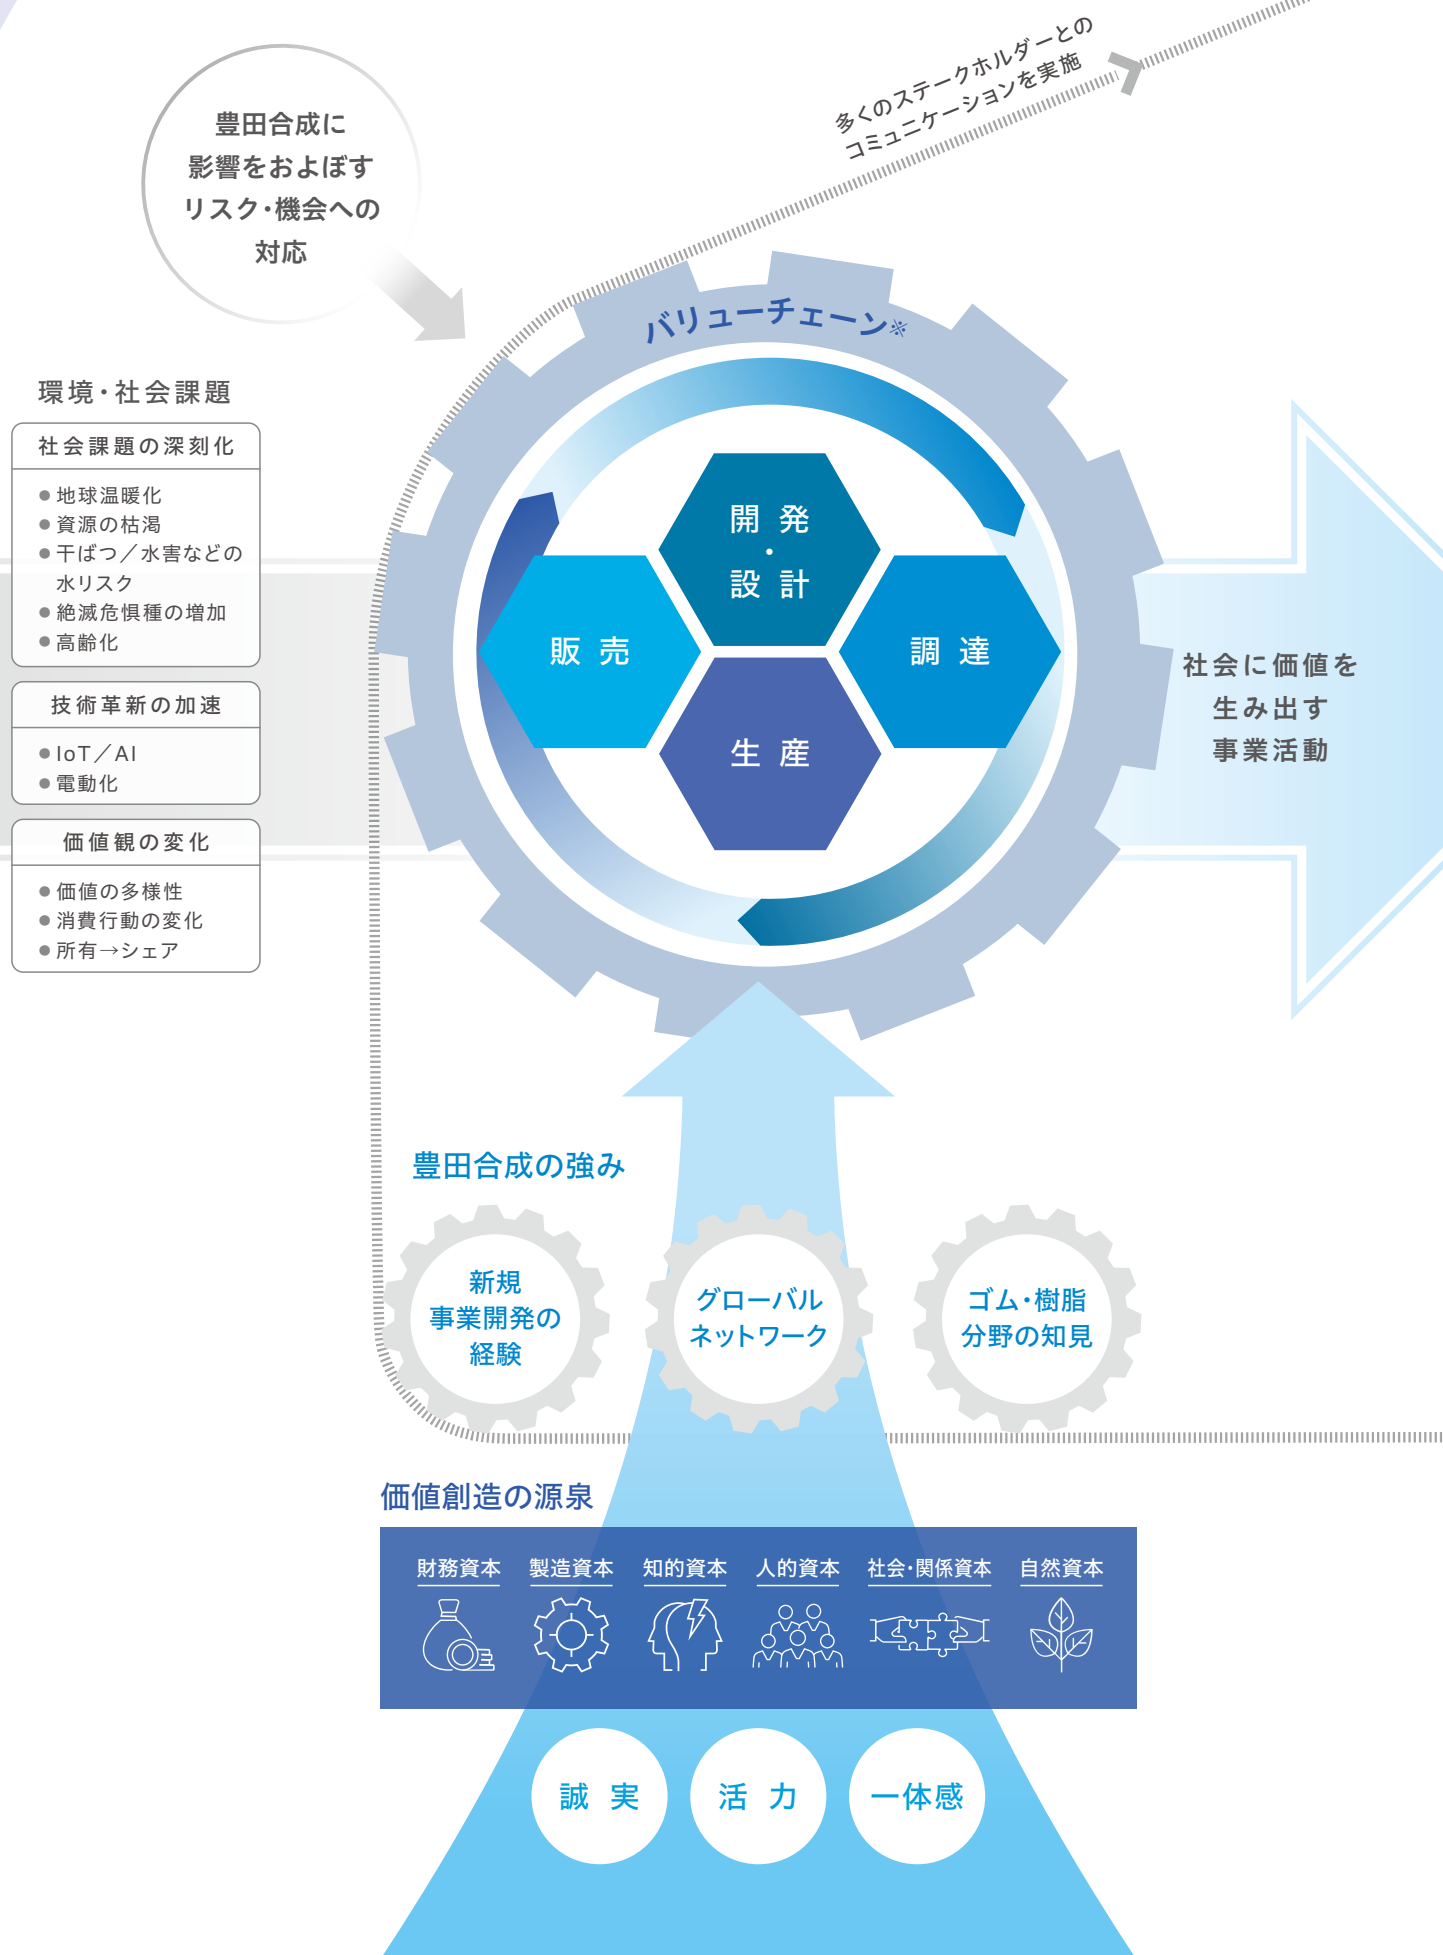 多くのステークホルダーとの
コミュニケーションを実施
豊田合成に
影響をおよぼす
リスク・機会への
対応
バリューチェーン※
環境・社会課題
社会課題の深刻化
● 地球温暖化
● 資源の枯渇
● 干ばつ／水害などの
水リスク
● 絶滅危惧種の増加
● 高齢化
技術革新の加速
● IoT／AI
● 電動化
価値観の変化
● 価値の多様性
● 消費行動の変化
● 所有→シェア
開発
・
設計
販売
調達
生産
社会に価値を
生み出す
事業活動
豊田合成の強み
新規
事業開発の
経験
グローバル
ネットワーク
ゴム・樹脂
分野の知見
価値創造の源泉
財務資本 製造資本 知的資本 人的資本 社会・関係資本 自然資本
誠実 活力 一体感